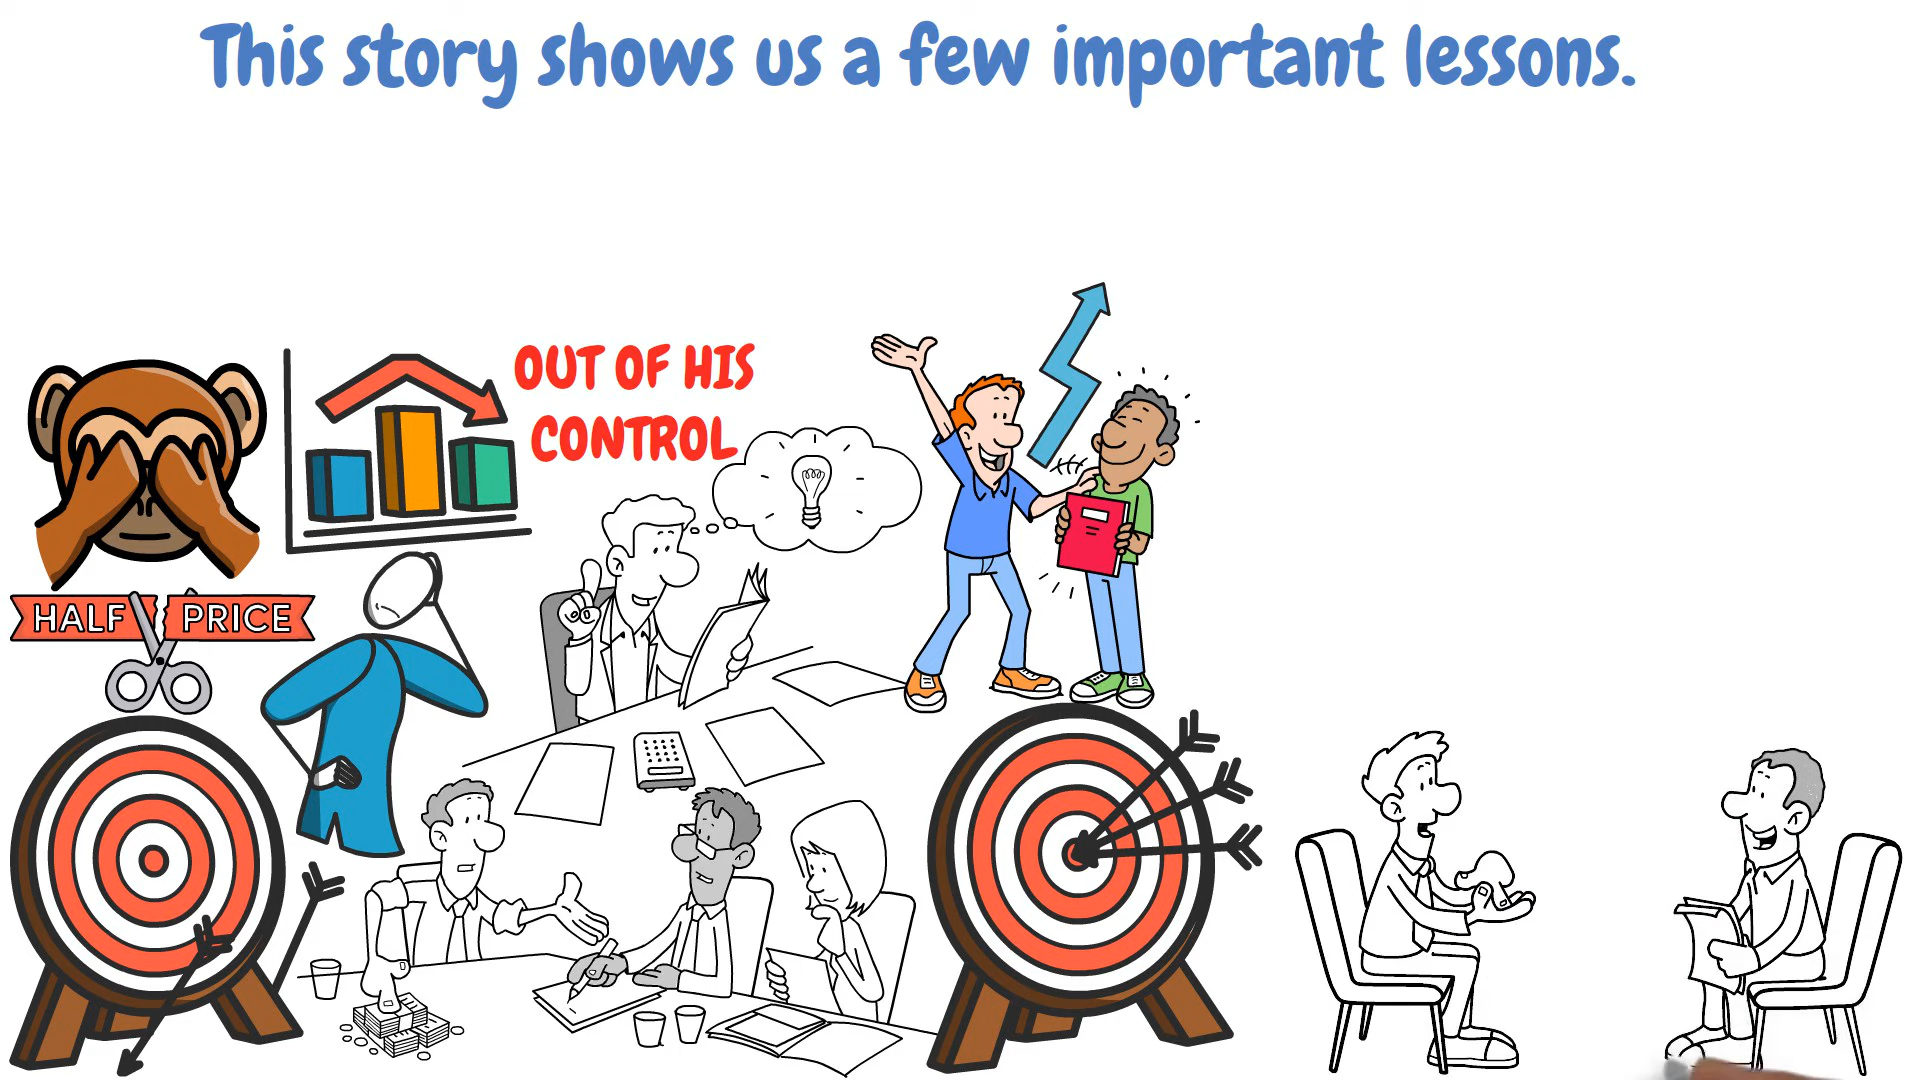 This story shows us a few important lessons.
OUT OF HIS
CONTROL
HALF PRICE